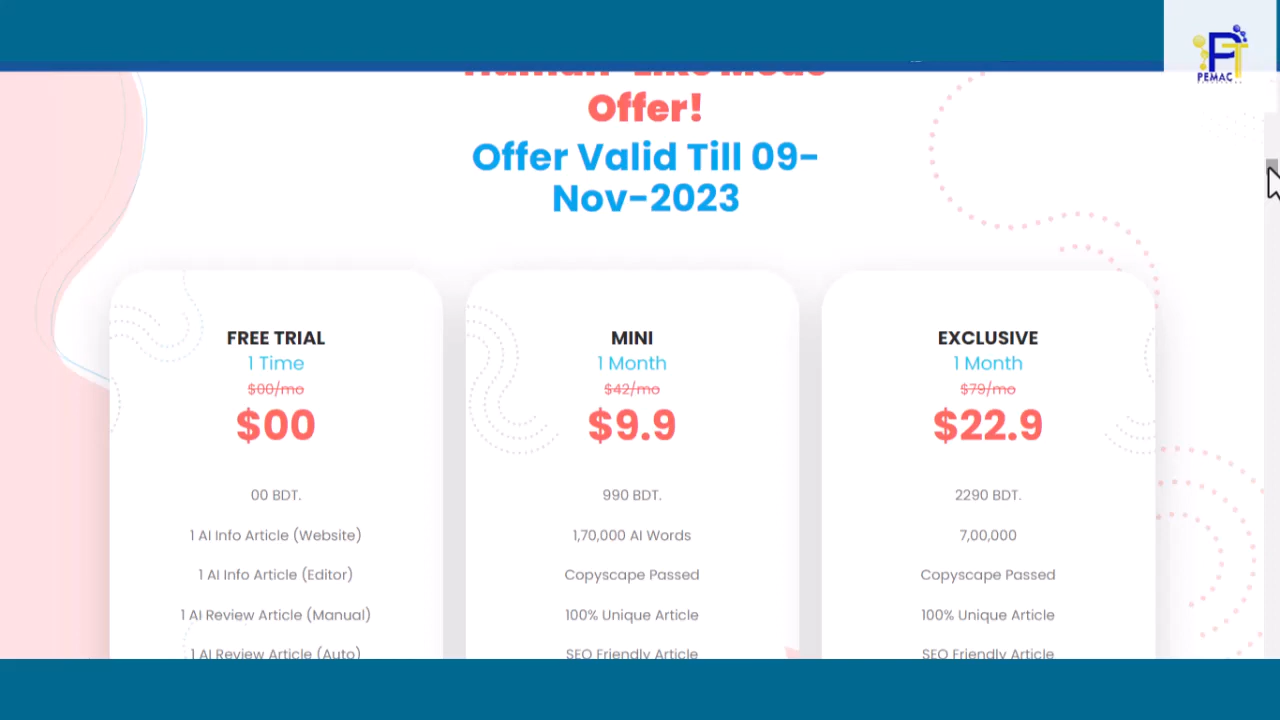 PT
PEMAC
Human-Like Mode
Offer!
Offer Valid Till 09-
Nov-2023
FREE TRIAL
1 Time
$00/mo
$00
00 BDT.
1 AI Info Article (Website)
1 AI Info Article (Editor)
1 AI Review Article (Manual)
1 AI Review Article (Auto)
MINI
1 Month
$42/mo
$9.9
990 BDT.
1,70,000 AI Words
Copyscape Passed
100% Unique Article
SEO Friendly Article
EXCLUSIVE
1 Month
$79/mo
$22.9
2290 BDT.
7,00,000
Copyscape Passed
100% Unique Article
SEO Friendly Article